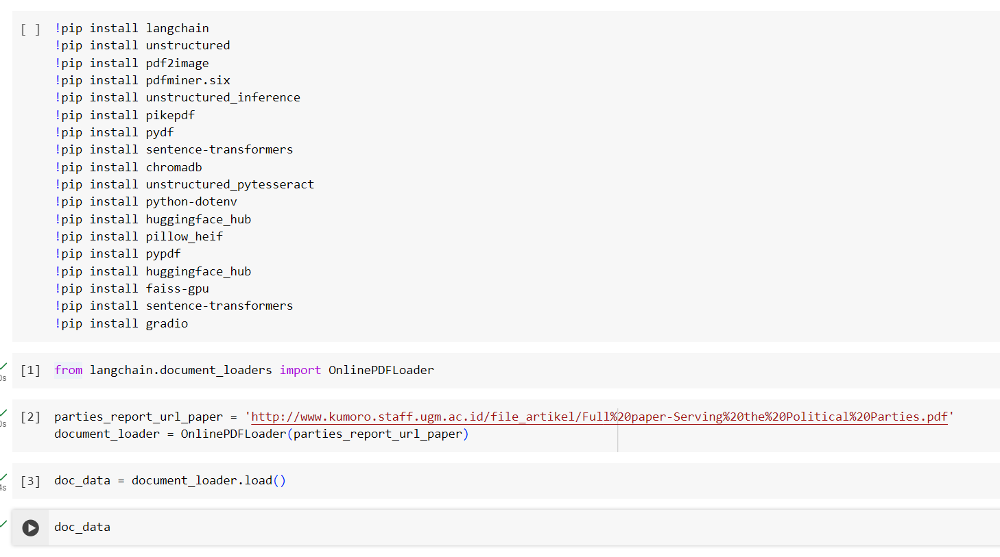 [ ] !pip install langchain
!pip install unstructured
!pip install pdf2image
!pip install pdfminer.six
!pip install unstructured_inference
!pip install pikepdf
!pip install pydf
!pip install sentence-transformers
!pip install chromadb
!pip install unstructured_pytesseract
!pip install python-dotenv
!pip install huggingface_hub
!pip install pillow_heif
!pip install pypdf
!pip install huggingface_hub
!pip install faiss-gpu
!pip install sentence-transformers
!pip install gradio
[1] from langchain.document_loaders import OnlinePDFLoader
[2] parties_report_url_paper = 'http://www.kumoro.staff.ugm.ac.id/file_artikel/Full%20paper-Serving%20the%20Political%20Parties.pdf'
document_loader = OnlinePDFLoader(parties_report_url_paper)
[3] doc_data = document_loader.load()
doc_data